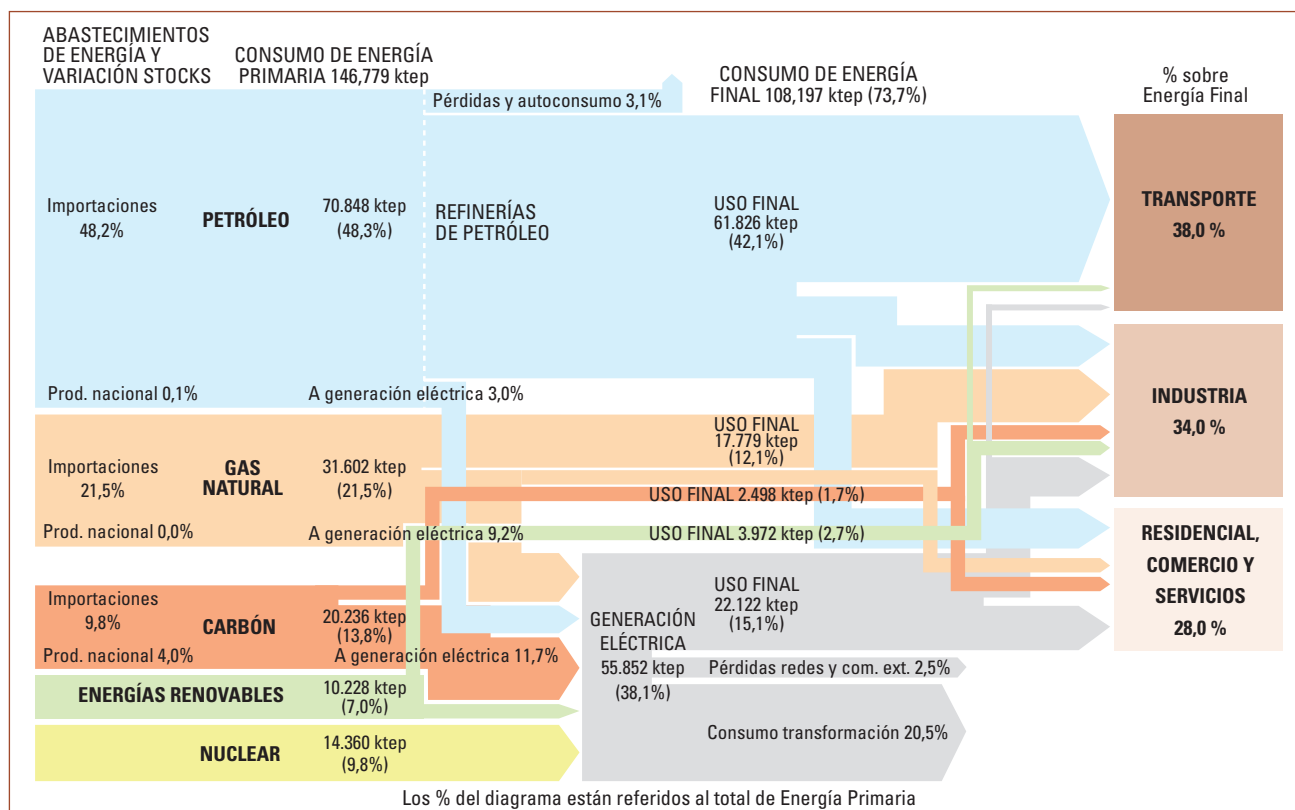 ABASTECIMIENTOS
DE ENERGÍA Y
VARIACIÓN STOCKS
CONSUMO DE ENERGÍA
PRIMARIA 146,779 ktep
CONSUMO DE ENERGÍA
FINAL 108,197 ktep (73,7%)
% sobre
Energía Final
Pérdidas y autoconsumo 3,1%
Importaciones
48,2%
PETRÓLEO
70.848 ktep
(48,3%)
REFINERÍAS
DE PETRÓLEO
USO FINAL
61.826 ktep
(42,1%)
TRANSPORTE
38,0 %
Prod. nacional 0,1%
A generación eléctrica 3,0%
INDUSTRIA
34,0 %
Importaciones
21,5%
GAS
NATURAL
31.602 ktep
(21,5%)
USO FINAL
17.779 ktep
(12,1%)
USO FINAL 2.498 ktep (1,7%)
Prod. nacional 0,0%
A generación eléctrica 9,2%
USO FINAL 3.972 ktep (2,7%)
RESIDENCIAL,
COMERCIO Y
SERVICIOS
28,0 %
Importaciones
9,8%
CARBÓN
20.236 ktep
(13,8%)
Prod. nacional 4,0%
A generación eléctrica 11,7%
GENERACIÓN
ELÉCTRICA
55.852 ktep
(38,1%)
USO FINAL
22.122 ktep
(15,1%)
Pérdidas redes y com. ext. 2,5%
ENERGÍAS RENOVABLES
10.228 ktep
(7,0%)
NUCLEAR
14.360 ktep
(9,8%)
Consumo transformación 20,5%
Los % del diagrama están referidos al total de Energía Primaria